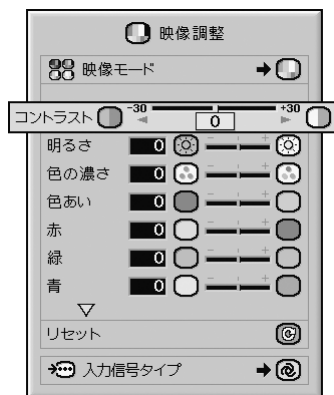 映像調整
映像モード
コントラスト -30 0 +30
明るさ 0 - +
色の濃さ 0 - +
色あい 0 - +
赤 0 - +
緑 0 - +
青 0 - +
リセット
入力信号タイプ